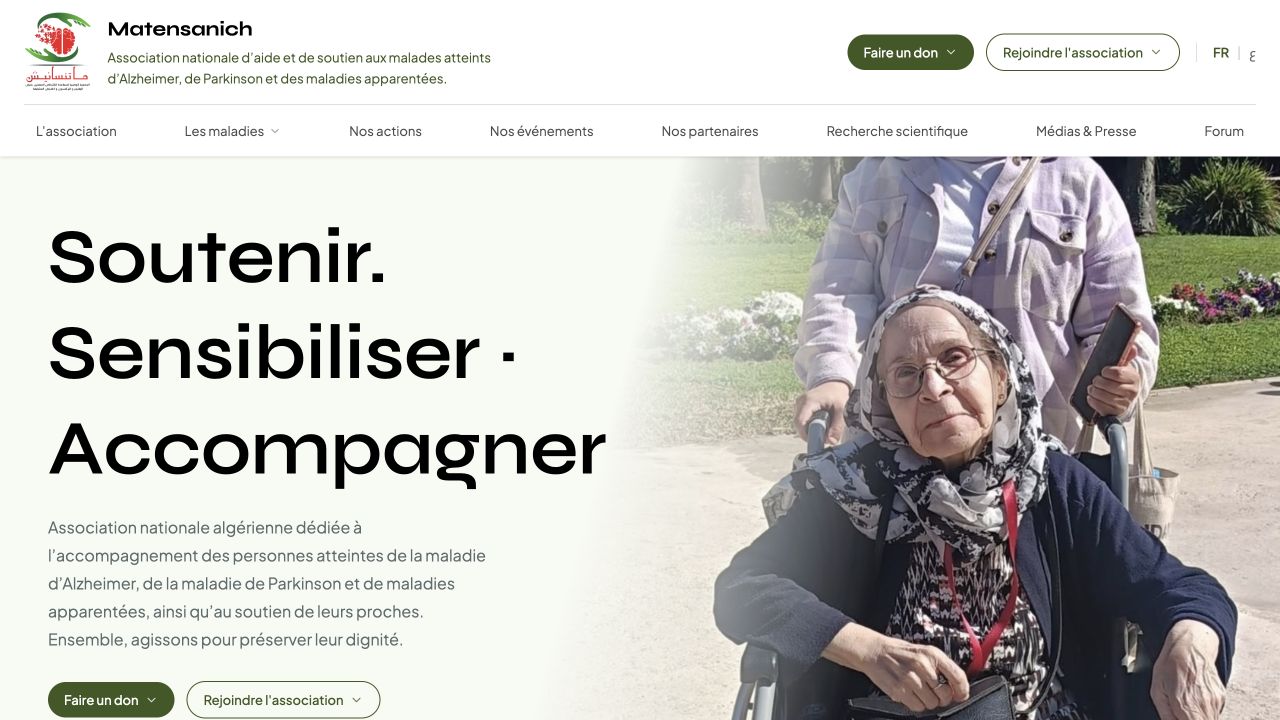 Matensanich
Association nationale d'aide et de soutien aux malades atteints
d'Alzheimer, de Parkinson et des maladies apparentées.
ماتنسانيش
Faire un don
Rejoindre l'association
FR | ع
L'association
Les maladies
Nos actions
Nos événements
Nos partenaires
Recherche scientifique
Médias & Presse
Forum
Soutenir.
Sensibiliser ·
Accompagner
Association nationale algérienne dédiée à
l'accompagnement des personnes atteintes de la maladie
d'Alzheimer, de la maladie de Parkinson et de maladies
apparentées, ainsi qu'au soutien de leurs proches.
Ensemble, agissons pour préserver leur dignité.
Faire un don
Rejoindre l'association